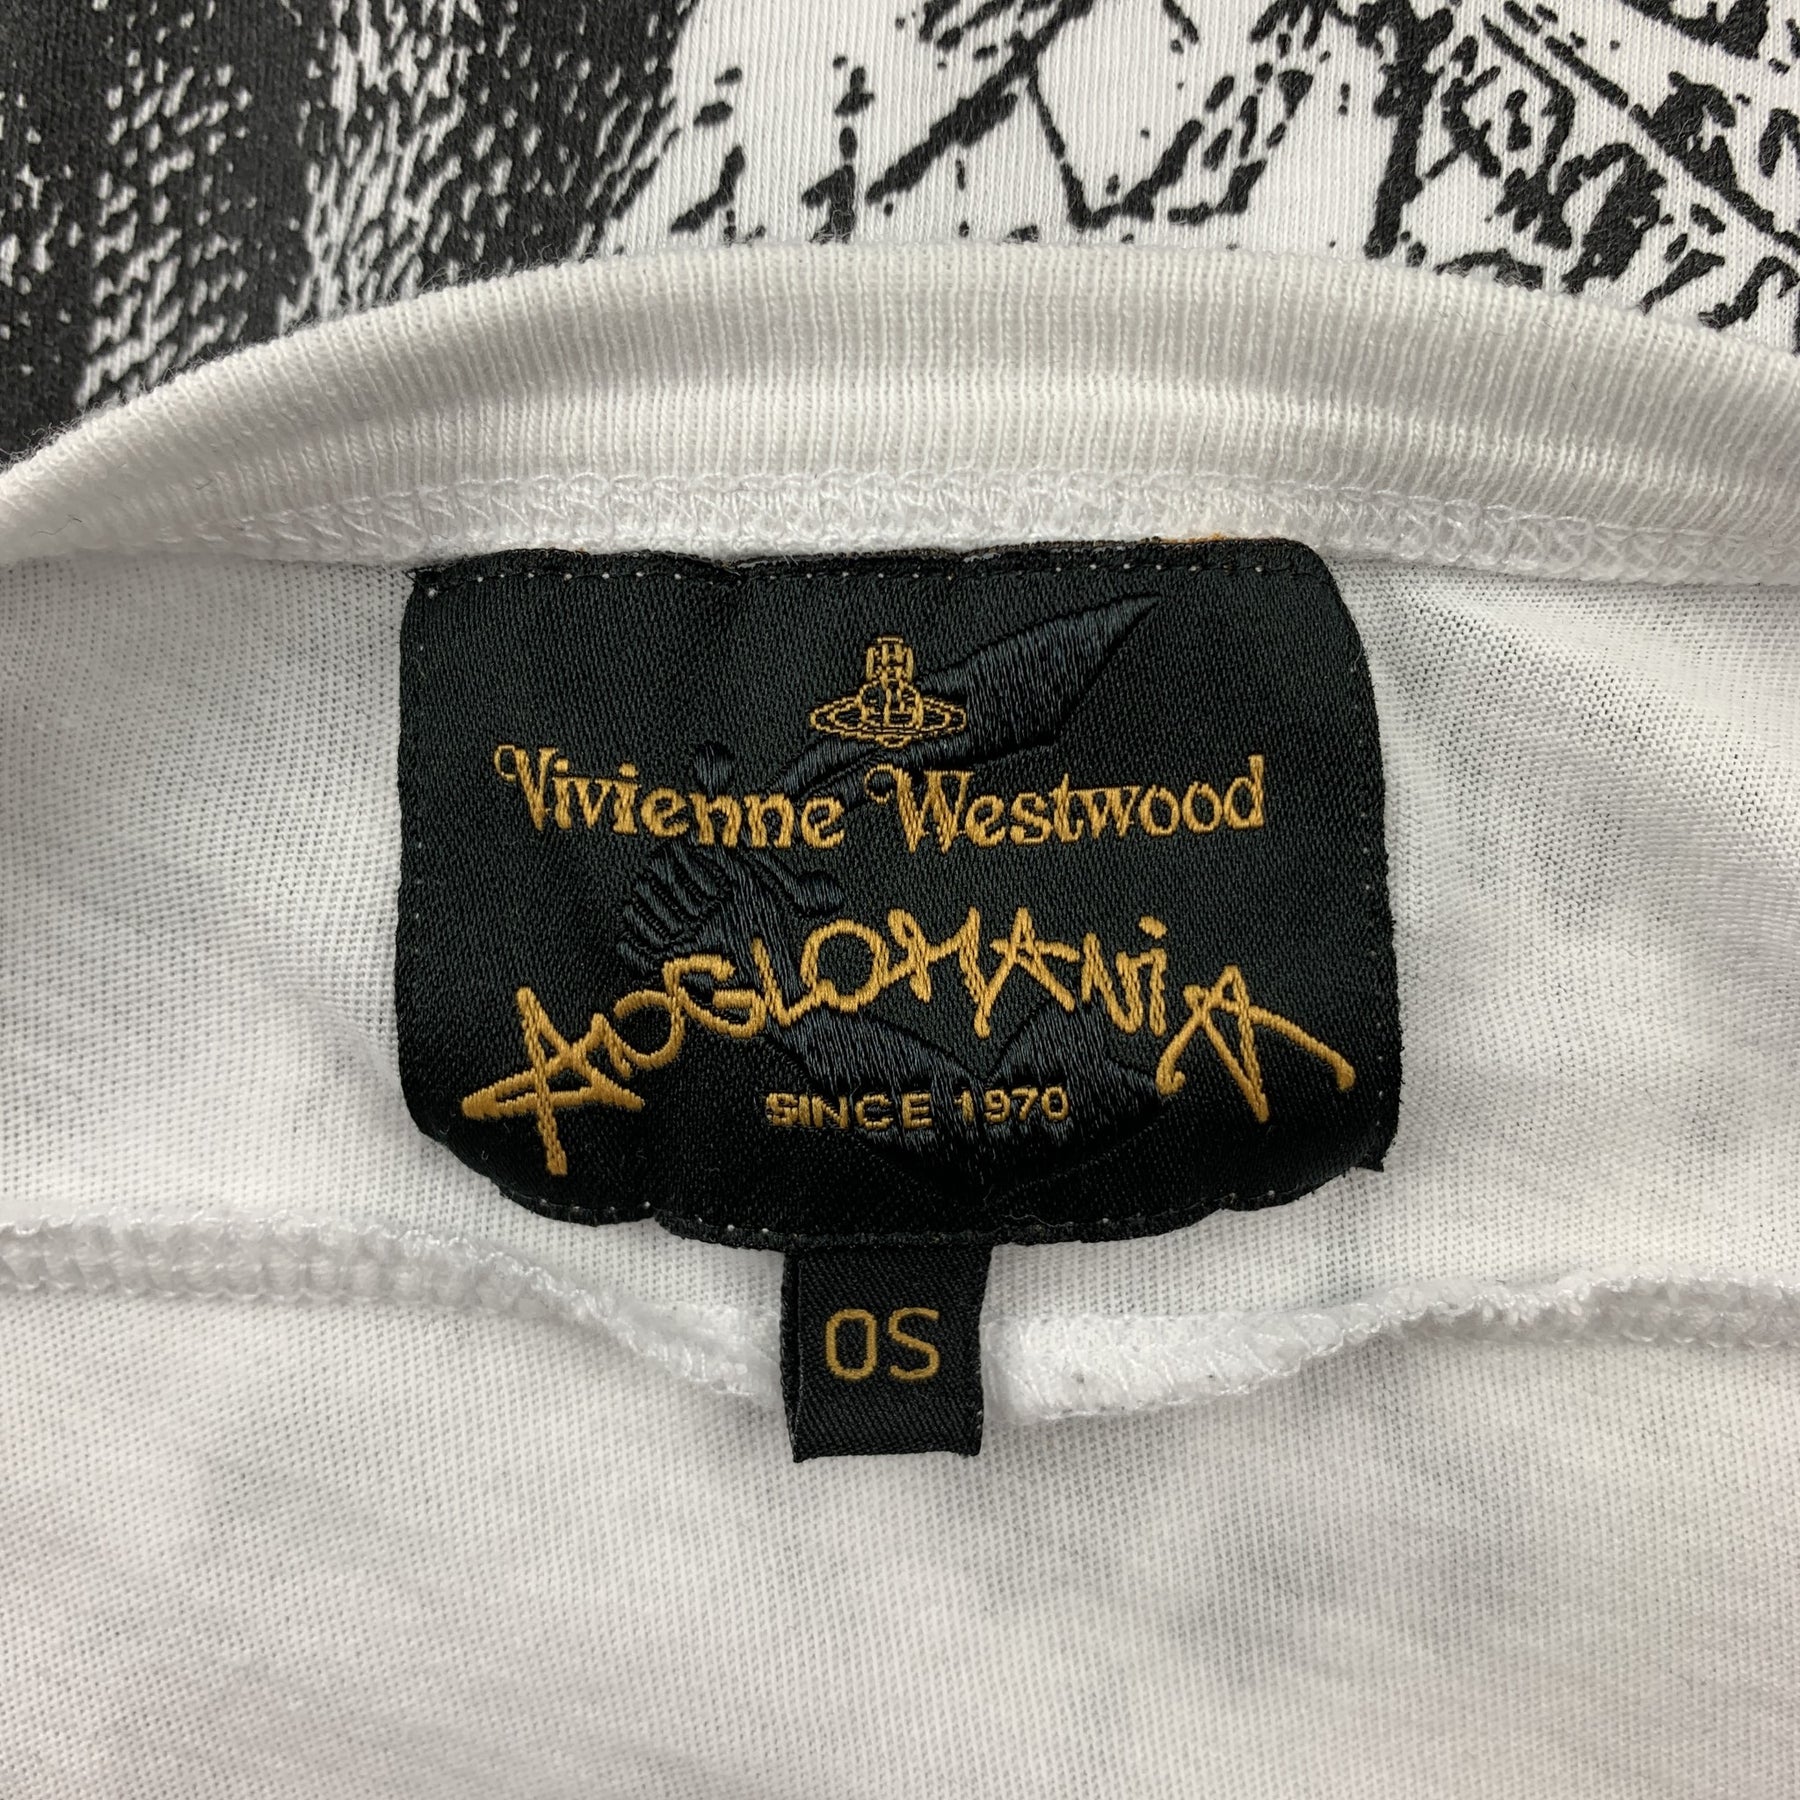 Vivienne Westwood
ANGLOMANiA
SINCE 1970
OS